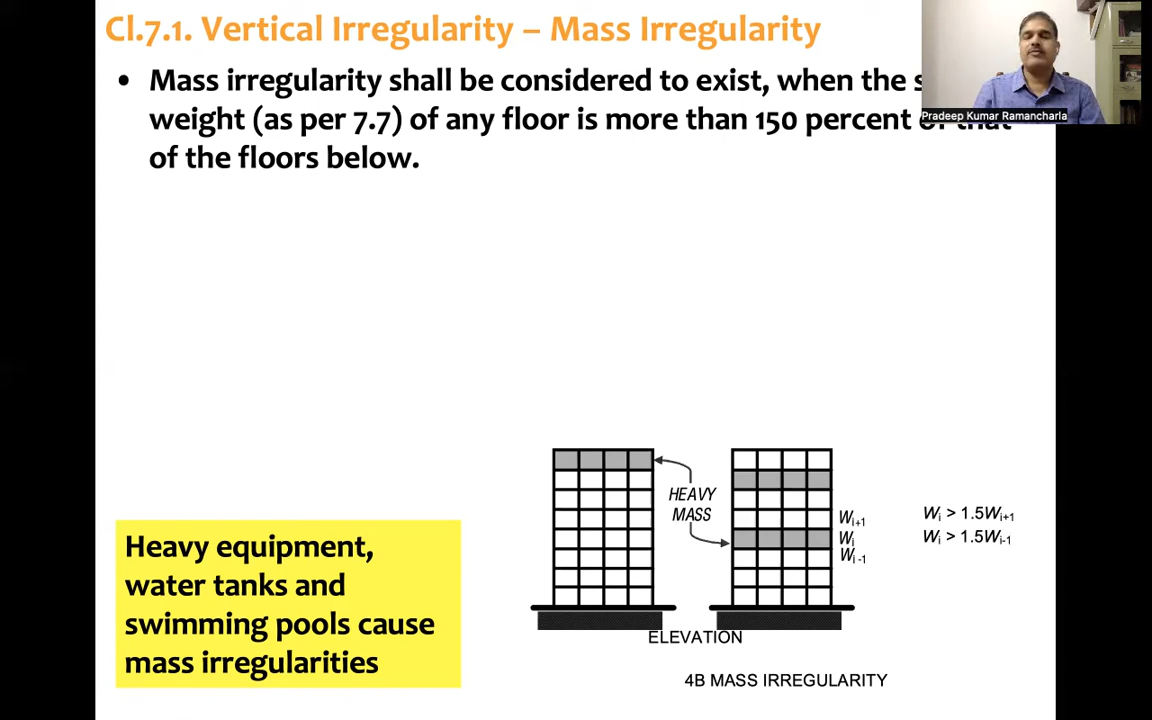 Cl.7.1. Vertical Irregularity – Mass Irregularity
• Mass irregularity shall be considered to exist, when the
weight (as per 7.7) of any floor is more than 150 percent of that
of the floors below.
Pradeep Kumar Ramancharla
HEAVY
MASS
Wi+1
Wi
Wi-1
Wi > 1.5Wi+1
Wi > 1.5Wi-1
Heavy equipment,
water tanks and
swimming pools cause
mass irregularities
ELEVATION
4B MASS IRREGULARITY